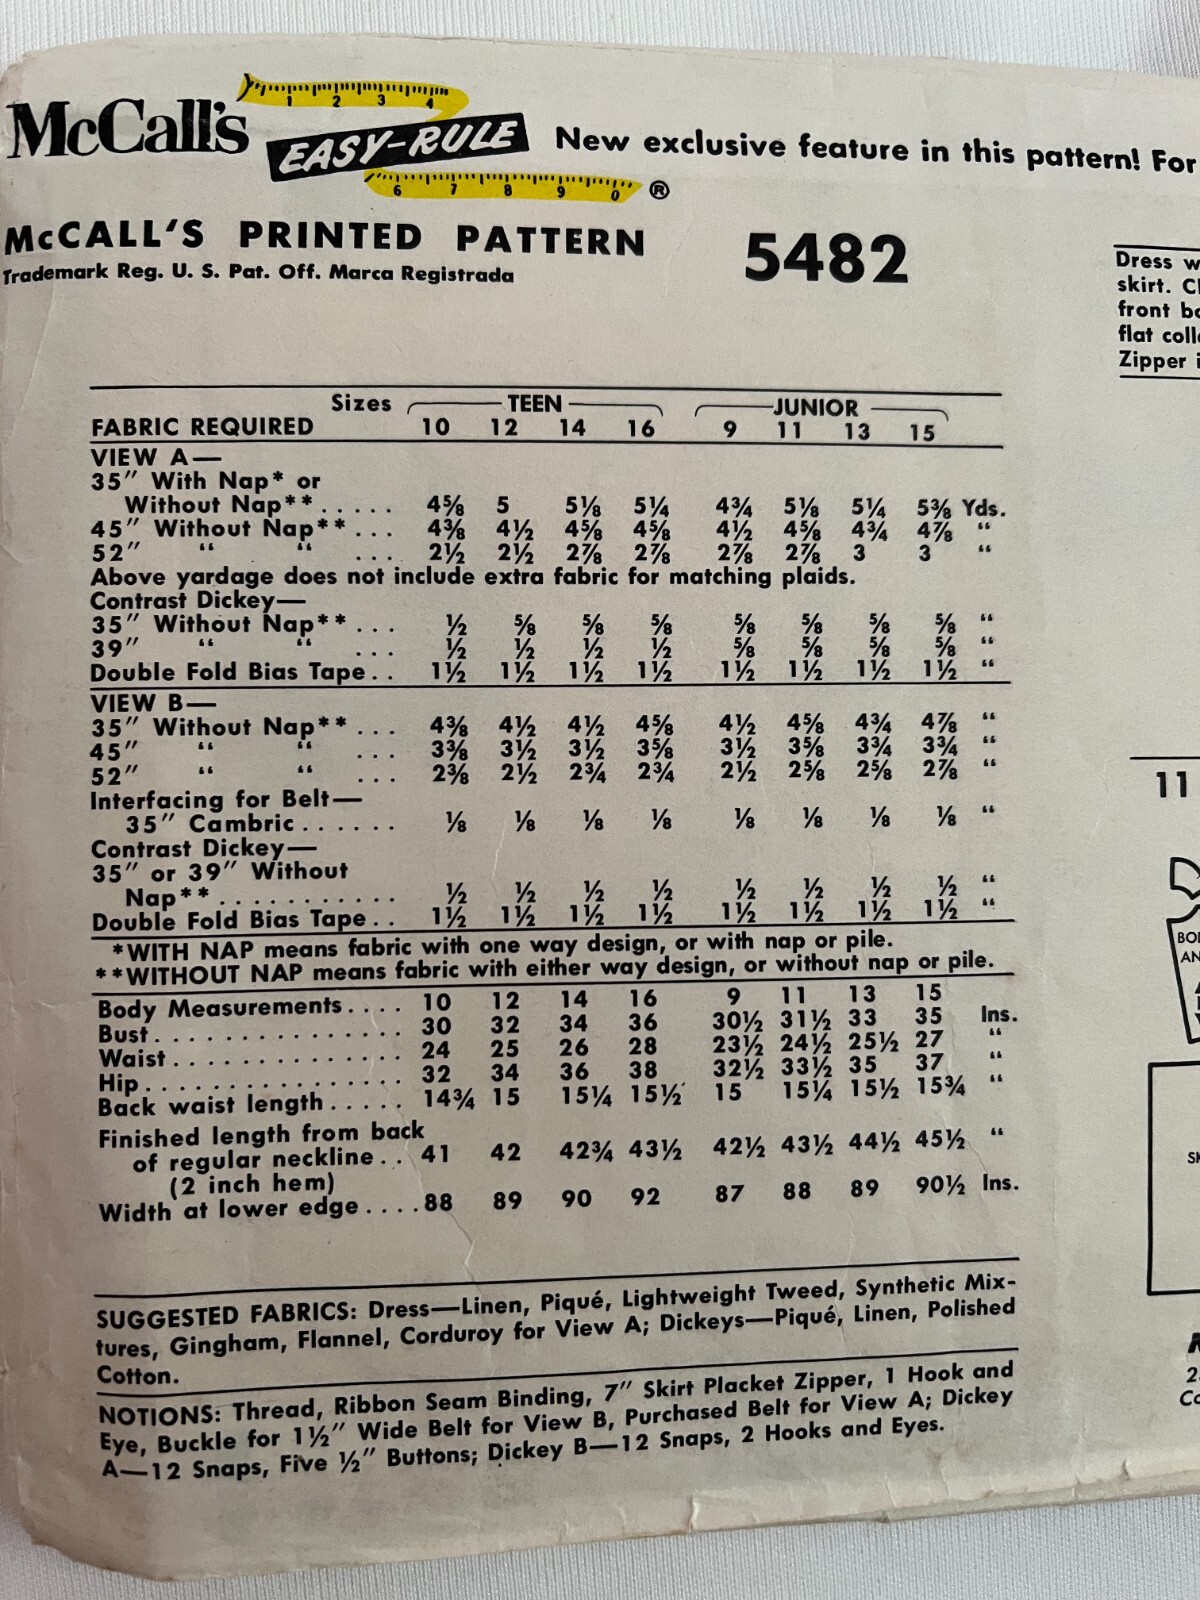 McCall's EASY-RULE ® New exclusive feature in this pattern! For
1 2 3 4
6 7 8 9 0
McCALL'S PRINTED PATTERN 5482
Trademark Reg. U. S. Pat. Off. Marca Registrada
Dress w
skirt. Cl
front bo
flat colla
Zipper i
Sizes TEEN JUNIOR
FABRIC REQUIRED 10 12 14 16 9 11 13 15
VIEW A—
35″ With Nap* or
Without Nap**..... 4⅝ 5 5⅛ 5¼ 4¾ 5⅛ 5¼ 5⅜ Yds.
45″ Without Nap**... 4⅜ 4½ 4⅝ 4⅝ 4½ 4⅝ 4¾ 4⅞ “
52″ “ “ ... 2½ 2½ 2⅞ 2⅞ 2⅞ 2⅞ 3 3 “
Above yardage does not include extra fabric for matching plaids.
Contrast Dickey—
35″ Without Nap**... ½ ⅝ ⅝ ⅝ ⅝ ⅝ ⅝ ⅝ “
39″ “ “ ... ½ ½ ½ ½ ⅝ ⅝ ⅝ ⅝ “
Double Fold Bias Tape.. 1½ 1½ 1½ 1½ 1½ 1½ 1½ 1½ “
VIEW B—
35″ Without Nap**... 4⅜ 4½ 4½ 4⅝ 4½ 4⅝ 4¾ 4⅞ “
45″ “ “ ... 3⅜ 3½ 3½ 3⅝ 3½ 3⅝ 3¾ 3¾ “
52″ “ “ ... 2⅜ 2½ 2¾ 2¾ 2½ 2⅝ 2⅝ 2⅞ “
Interfacing for Belt—
35″ Cambric...... ⅛ ⅛ ⅛ ⅛ ⅛ ⅛ ⅛ ⅛ “
Contrast Dickey—
35″ or 39″ Without
Nap**........... ½ ½ ½ ½ ½ ½ ½ ½ “
Double Fold Bias Tape.. 1½ 1½ 1½ 1½ 1½ 1½ 1½ 1½ “
*WITH NAP means fabric with one way design, or with nap or pile.
**WITHOUT NAP means fabric with either way design, or without nap or pile.
Body Measurements.... 10 12 14 16 9 11 13 15
Bust.............. 30 32 34 36 30½ 31½ 33 35 Ins.
Waist............. 24 25 26 28 23½ 24½ 25½ 27 “
Hip............... 32 34 36 38 32½ 33½ 35 37 “
Back waist length..... 14¾ 15 15¼ 15½ 15 15¼ 15½ 15¾ “
Finished length from back
of regular neckline.. 41 42 42¾ 43½ 42½ 43½ 44½ 45½ “
(2 inch hem)
Width at lower edge.... 88 89 90 92 87 88 89 90½ Ins.
SUGGESTED FABRICS: Dress—Linen, Piqué, Lightweight Tweed, Synthetic Mix-
tures, Gingham, Flannel, Corduroy for View A; Dickeys—Piqué, Linen, Polished
Cotton.
NOTIONS: Thread, Ribbon Seam Binding, 7″ Skirt Placket Zipper, 1 Hook and
Eye, Buckle for 1½″ Wide Belt for View B, Purchased Belt for View A; Dickey
A—12 Snaps, Five ½″ Buttons; Dickey B—12 Snaps, 2 Hooks and Eyes.
11
BO
AN
SK
2
Co